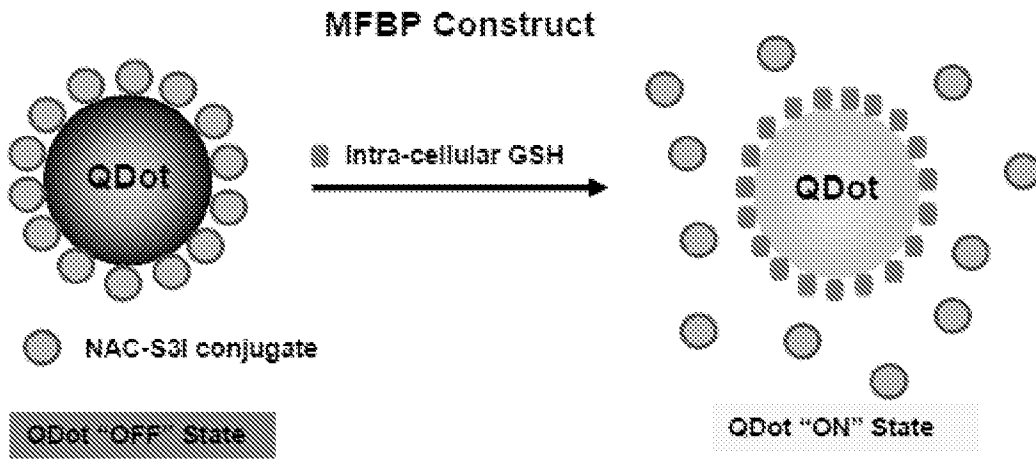 MFBP Construct
QDot
Intra-cellular GSH
QDot
NAC-S3I conjugate
QDot "OFF" State
QDot "ON" State